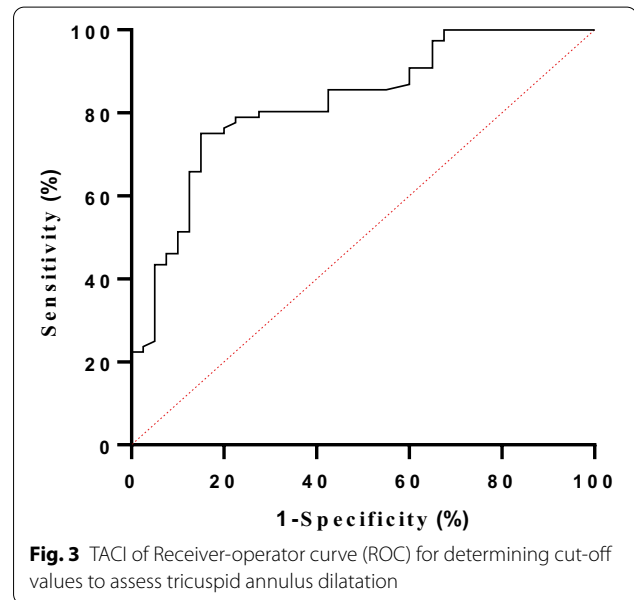 100
80
60
40
20
0
Sensitivity (%)
0 20 40 60 80 100
1-Specificity (%)
Fig. 3 TACI of Receiver-operator curve (ROC) for determining cut-off
values to assess tricuspid annulus dilatation